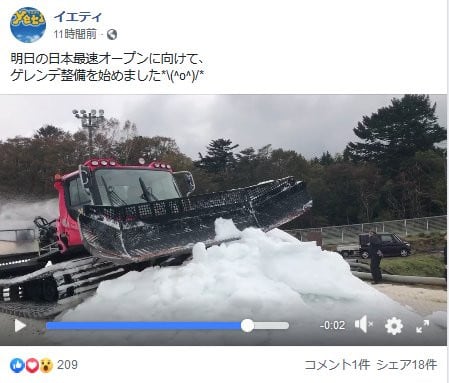 イエティ
11時間前 ·
明日の日本最速オープンに向けて、
ゲレンデ整備を始めました*\(^o^)/*
-0:02
209
コメント1件 シェア18件